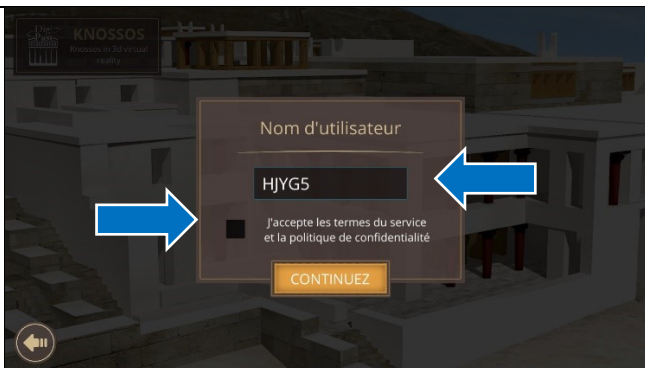 KNOSSOS
Knossos in 3d virtual
reality
Nom d'utilisateur
HJYG5
J'accepte les termes du service
et la politique de confidentialité
CONTINUEZ